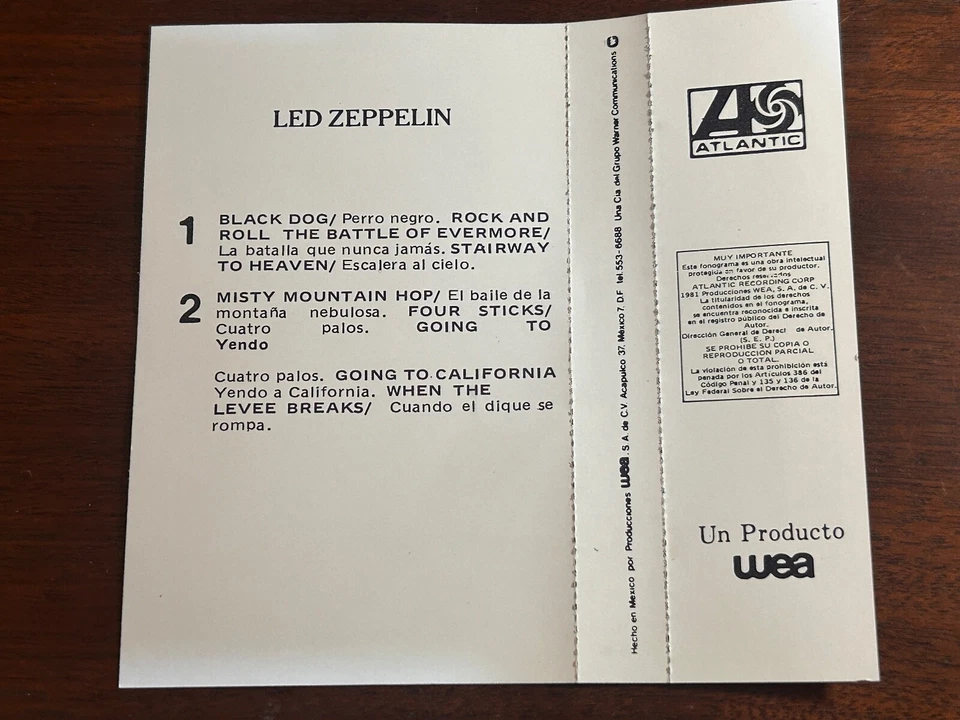 LED ZEPPELIN
1
BLACK DOG/ Perro negro. ROCK AND
ROLL THE BATTLE OF EVERMORE/
La batalla que nunca jamás. STAIRWAY
TO HEAVEN/ Escalera al cielo.
2
MISTY MOUNTAIN HOP/ El baile de la
montaña nebulosa. FOUR STICKS/
Cuatro palos. GOING TO
Yendo
Cuatro palos. GOING TO CALIFORNIA
Yendo a California. WHEN THE
LEVEE BREAKS/ Cuando el dique se
rompa.
Hecho en Mexico por Producciones wea. S. A. de C.V. Acapulco 37, México 7 D.F tel. 553-6688 Una Cia del Grupo Warner Communications
ATLANTIC
MUY IMPORTANTE
Este fonograma es una obra intelectual
protegida en favor de su productor.
Derechos reservados
ATLANTIC RECORDING CORP
1981 Producciones WEA, S. A. de C. V.
La titularidad de los derechos
contenidos en el fonograma,
se encuentra reconocida e inscrita
en el registro público del Derecho de
Autor.
Dirección General de Derecl de Autor.
(S. E. P.)
SE PROHIBE SU COPIA O
REPRODUCCION PARCIAL
O TOTAL.
La violación de esta prohibición está
penada por los Artículos 386 del
Código Penal y 135 y 136 de la
Ley Federal Sobre el Derecho de Autor.
Un Producto
wea